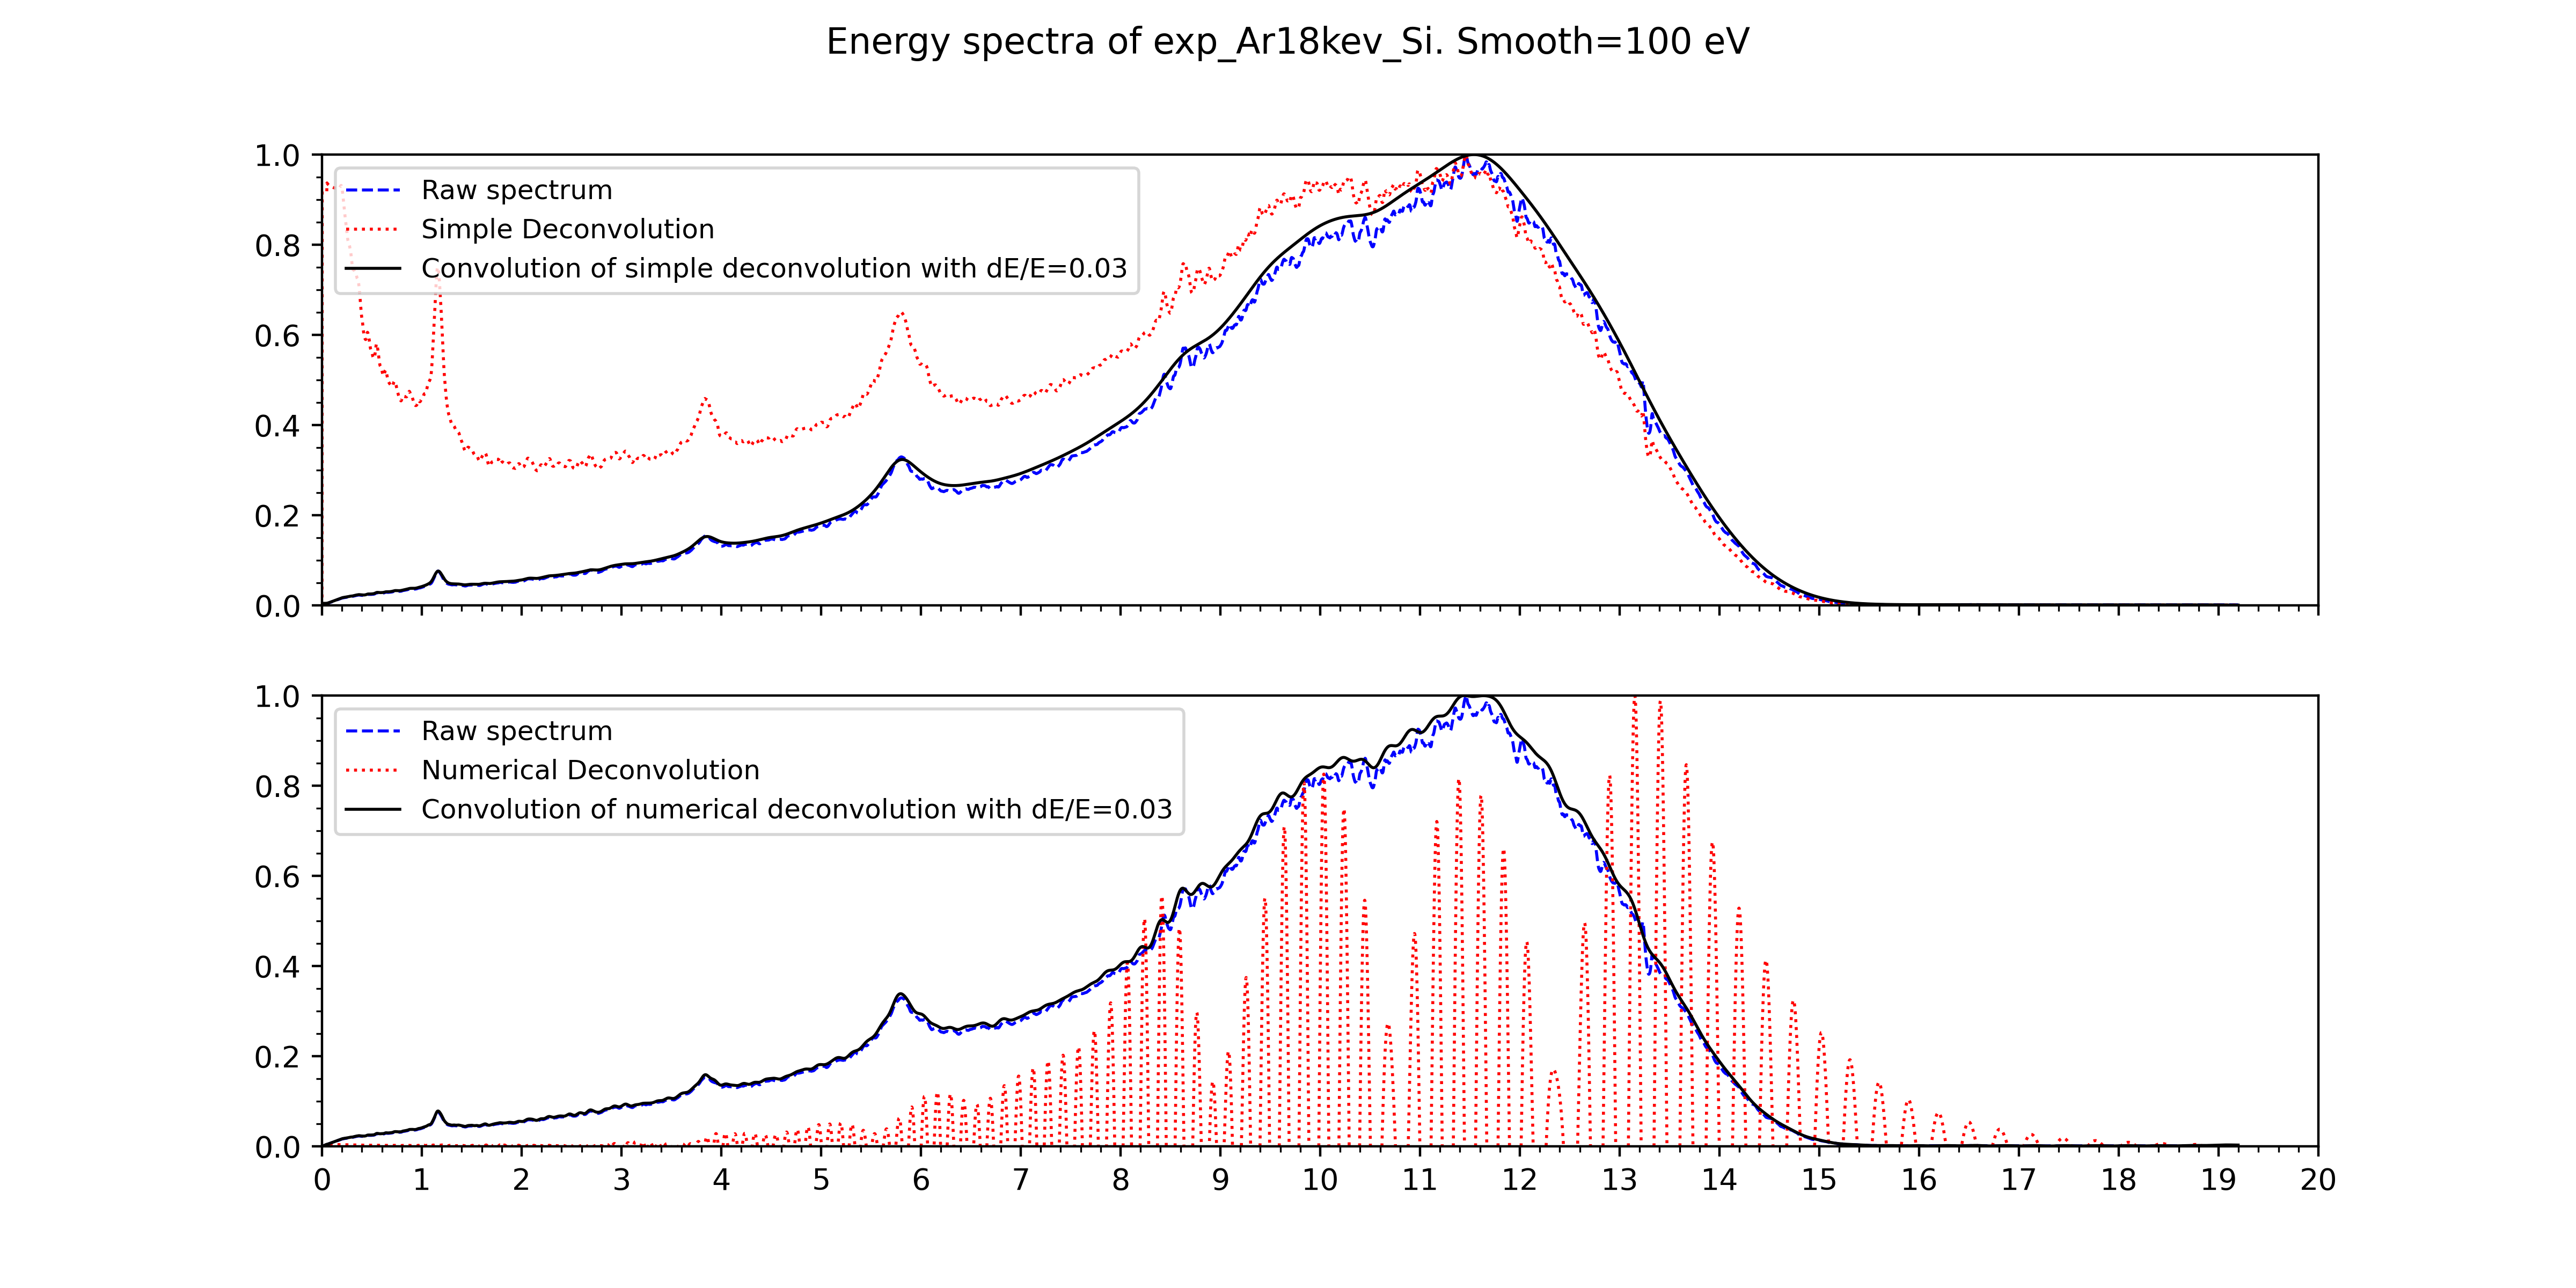 Energy spectra of exp_Ar18kev_Si. Smooth=100 eV
1.0
0.8
0.6
0.4
0.2
0.0
Raw spectrum
Simple Deconvolution
Convolution of simple deconvolution with dE/E=0.03
1.0
0.8
0.6
0.4
0.2
0.0
Raw spectrum
Numerical Deconvolution
Convolution of numerical deconvolution with dE/E=0.03
0 1 2 3 4 5 6 7 8 9 10 11 12 13 14 15 16 17 18 19 20